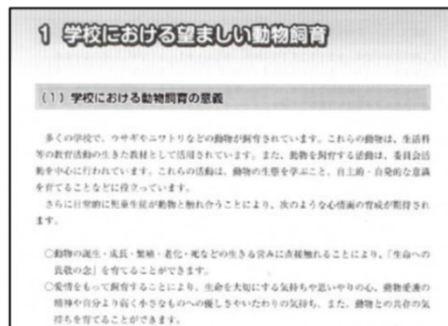 1 学校における望ましい動物飼育
(1) 学校における動物飼育の意義
多くの学校で、ウサギやニワトリなどの動物が飼育されています。これらの動物は、生活科
等の教育活動の生きた教材として活用されています。また、動物を飼育する活動は、委員会活
動を中心に行われています。これらの活動は、動物の生態を学ぶこと、自主的・自発的な意識
を育てることなどに役立っています。
さらに日常的に児童生徒が動物と触れ合うことにより、次のような心情面の育成が期待され
ます。
○動物の誕生・成長・繁殖・老化・死などの生きる営みに直接触れることにより、「生命への
畏敬の念」を育てることができます。
○愛情をもって飼育することにより、生命を大切にする気持ちや思いやりの心、動物愛護の
精神や自分より弱く小さなものへの優しさやいたわりの気持ち、また、動物との共存の気
持ちを育てることができます。